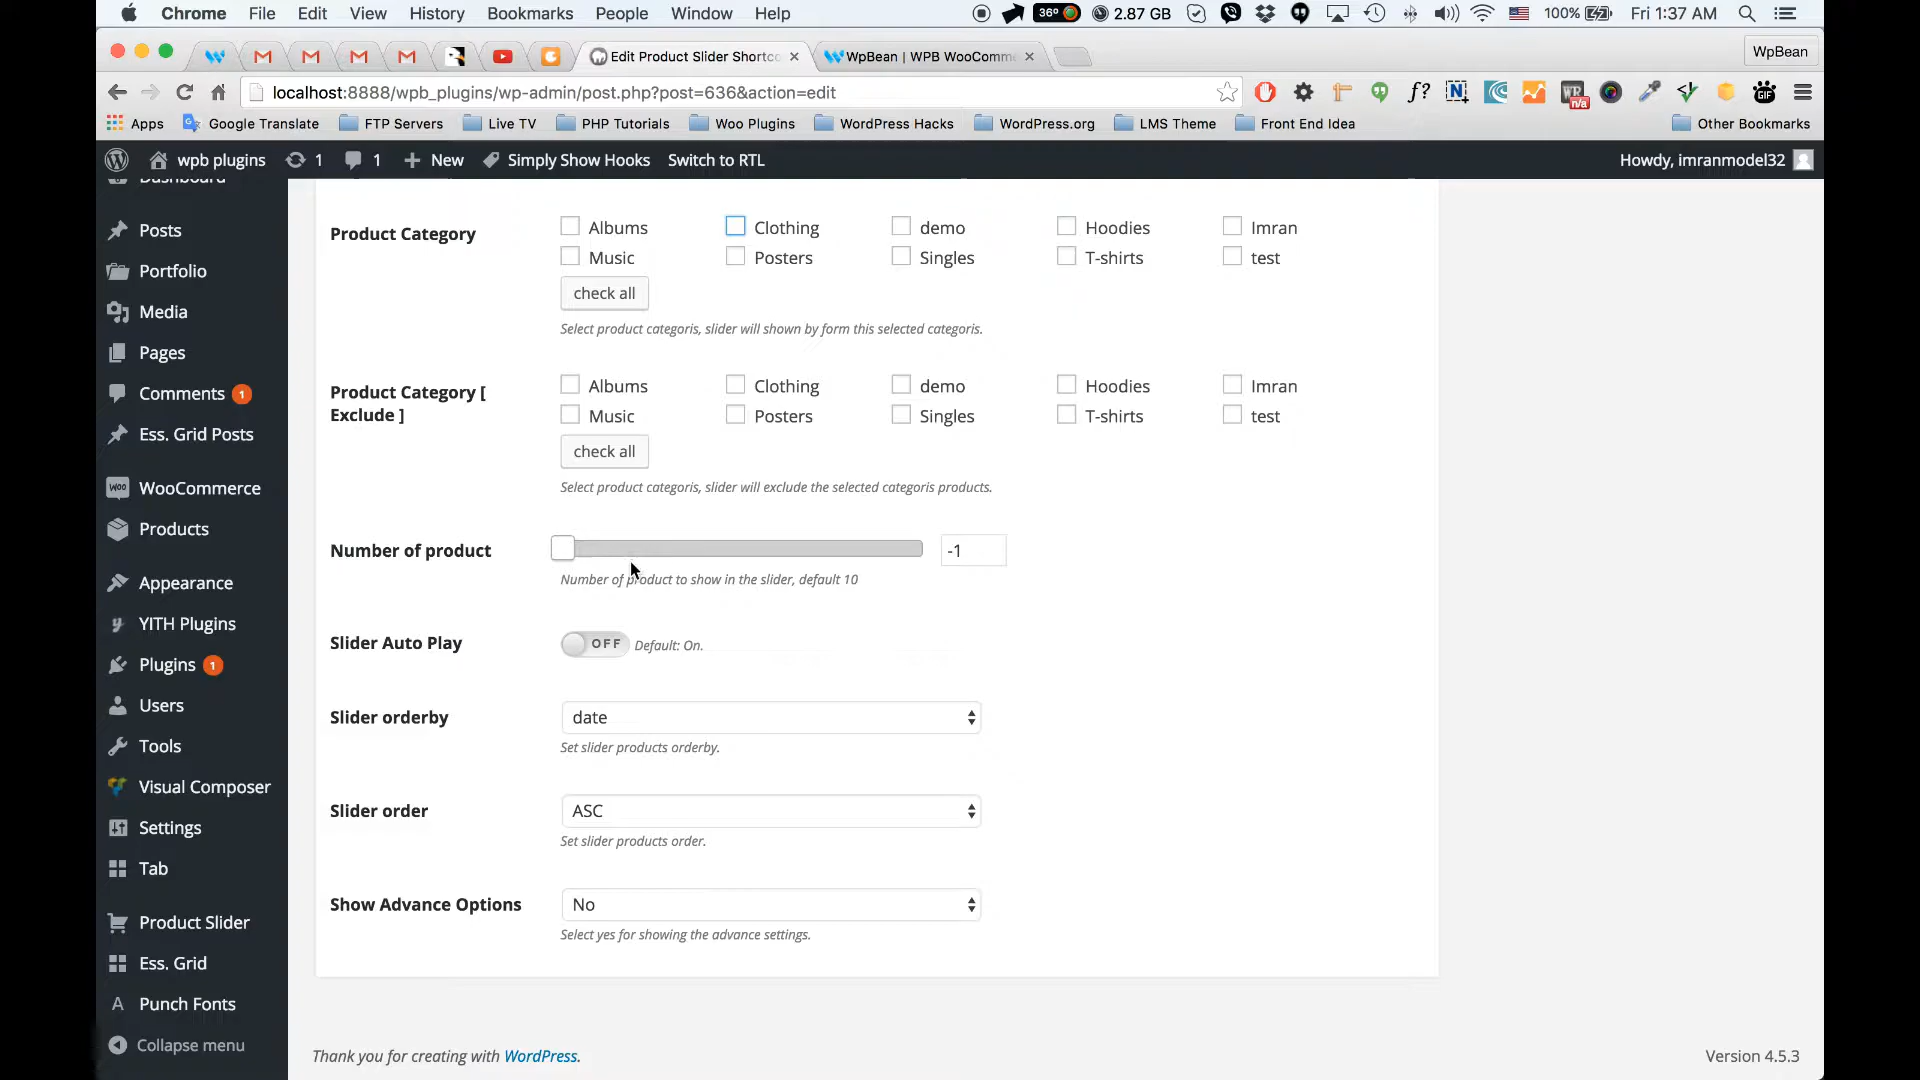 Chrome File Edit View History Bookmarks People Window Help 36° 2.87 GB 100% Fri 1:37 AM
Edit Product Slider Shortco WpBean | WPB WooComme WpBean
localhost:8888/wpb_plugins/wp-admin/post.php?post=636&action=edit
Apps Google Translate FTP Servers Live TV PHP Tutorials Woo Plugins WordPress Hacks WordPress.org LMS Theme Front End Idea Other Bookmarks
wpb plugins 1 1 New Simply Show Hooks Switch to RTL Howdy, imranmodel32
Dashboard
Posts
Portfolio
Media
Pages
Comments 1
Ess. Grid Posts
WooCommerce
Products
Appearance
YITH Plugins
Plugins 1
Users
Tools
Visual Composer
Settings
Tab
Product Slider
Ess. Grid
Punch Fonts
Collapse menu
Product Category Albums Clothing demo Hoodies Imran
Music Posters Singles T-shirts test
check all
Select product categoris, slider will shown by form this selected categoris.
Product Category [ Albums Clothing demo Hoodies Imran
Exclude ] Music Posters Singles T-shirts test
check all
Select product categoris, slider will exclude the selected categoris products.
Number of product -1
Number of product to show in the slider, default 10
Slider Auto Play OFF Default: On.
Slider orderby date
Set slider products orderby.
Slider order ASC
Set slider products order.
Show Advance Options No
Select yes for showing the advance settings.
Thank you for creating with WordPress. Version 4.5.3